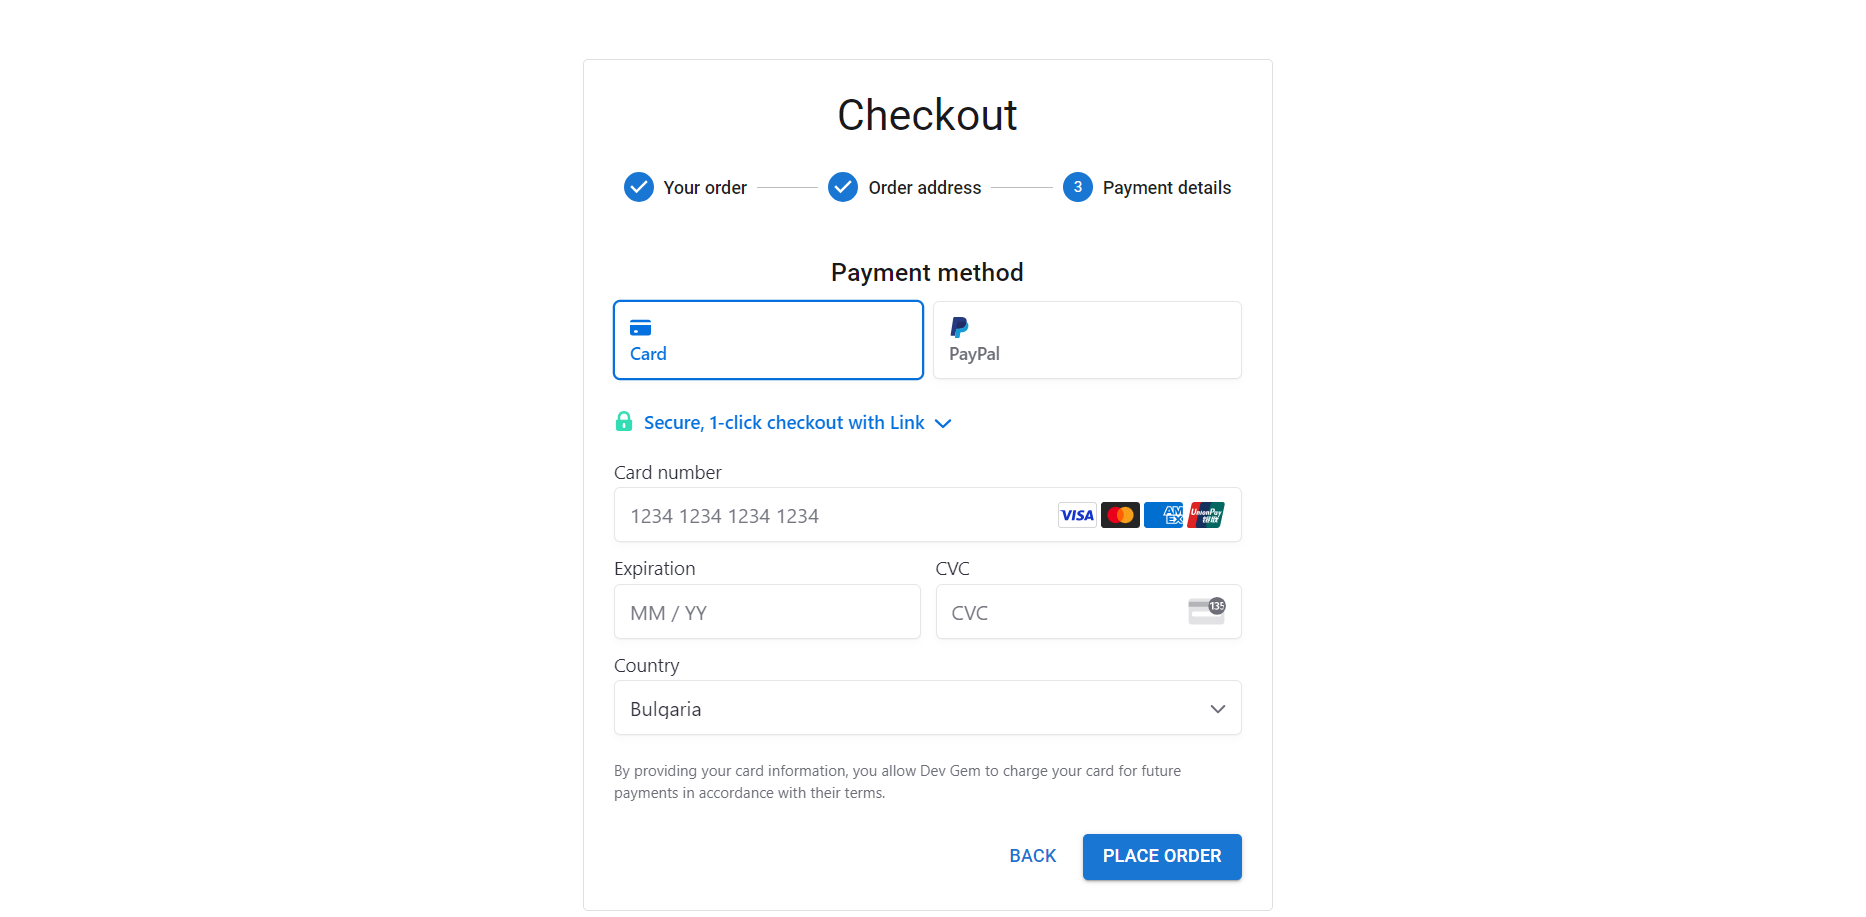 Checkout
Your order
Order address
3 Payment details
Payment method
Card
PayPal
Secure, 1-click checkout with Link
Card number
1234 1234 1234 1234 VISA AMEX UnionPay 银联
Expiration
CVC
MM / YY
CVC 135
Country
Bulgaria
By providing your card information, you allow Dev Gem to charge your card for future
payments in accordance with their terms.
BACK PLACE ORDER